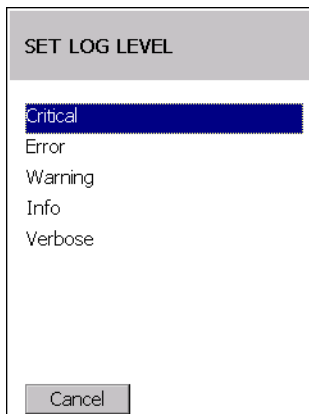 SET LOG LEVEL
Critical
Error
Warning
Info
Verbose
Cancel